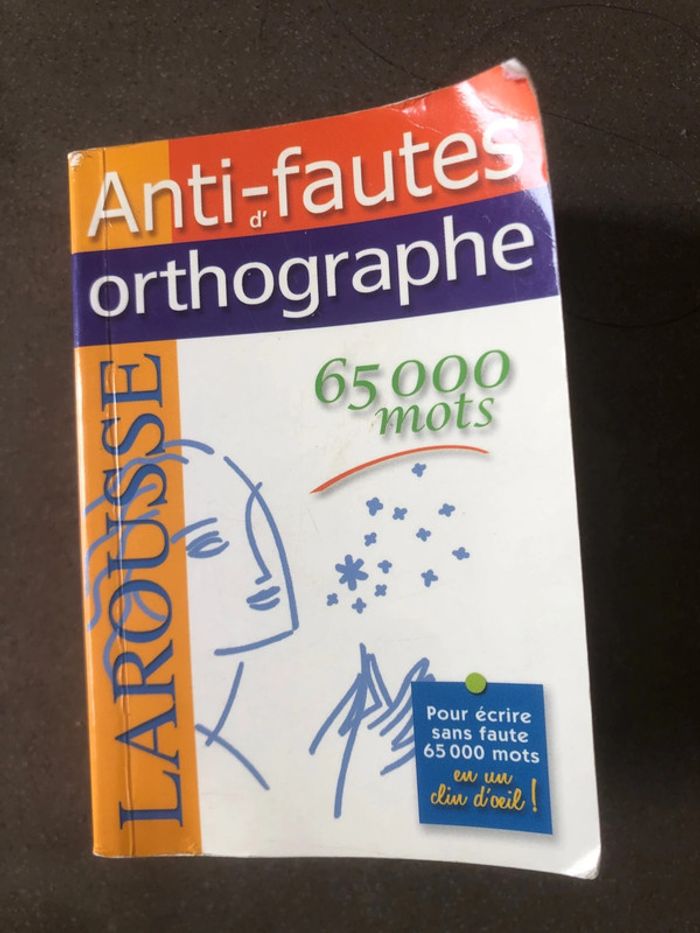 Anti-fautes
d'
orthographe
LAROUSSE
65 000
mots
Pour écrire
sans faute
65 000 mots
en un
clin d'oeil !